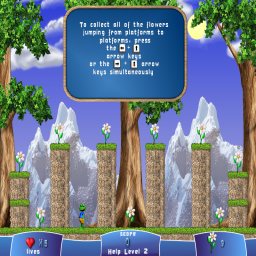 To collect all of the flowers
jumping from platforms to
platforms, press
the ← + ↑
arrow keys
or the → + ↑ arrow
keys simultaneously
lives
SCORE
0
Help Level 2